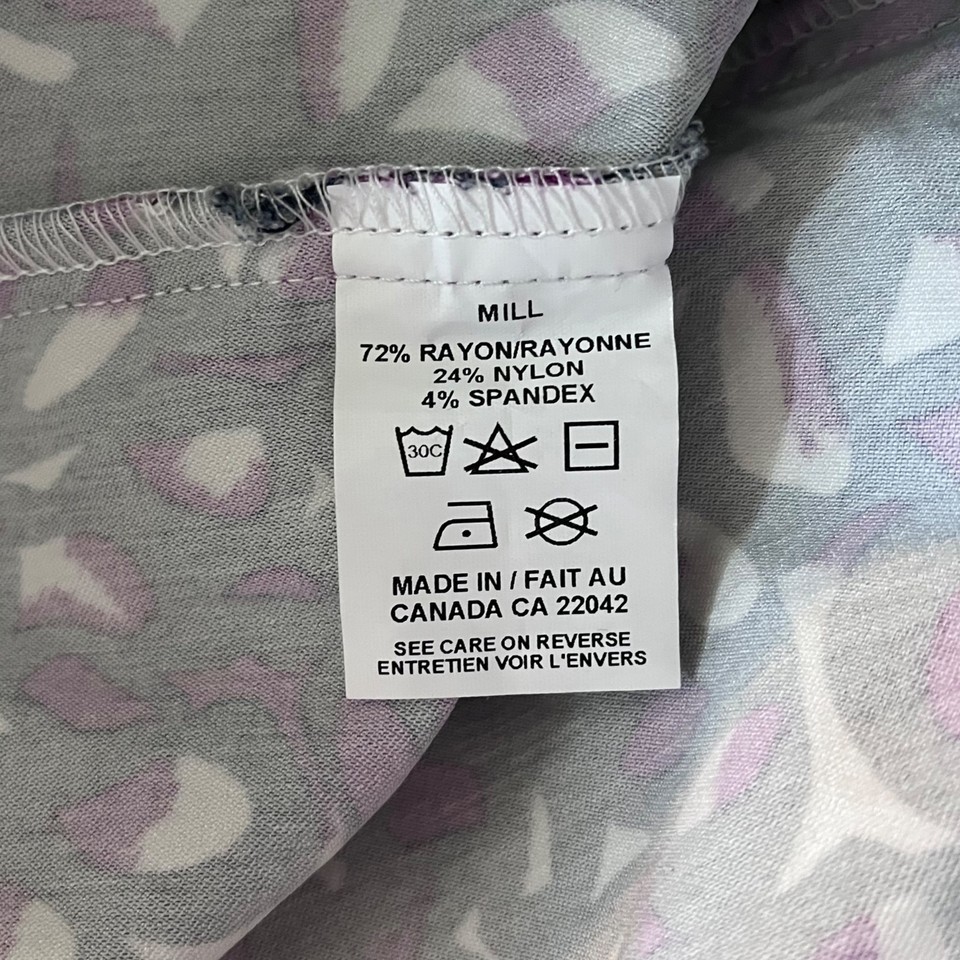 MILL
72% RAYON/RAYONNE
24% NYLON
4% SPANDEX
30C
MADE IN / FAIT AU
CANADA CA 22042
SEE CARE ON REVERSE
ENTRETIEN VOIR L'ENVERS